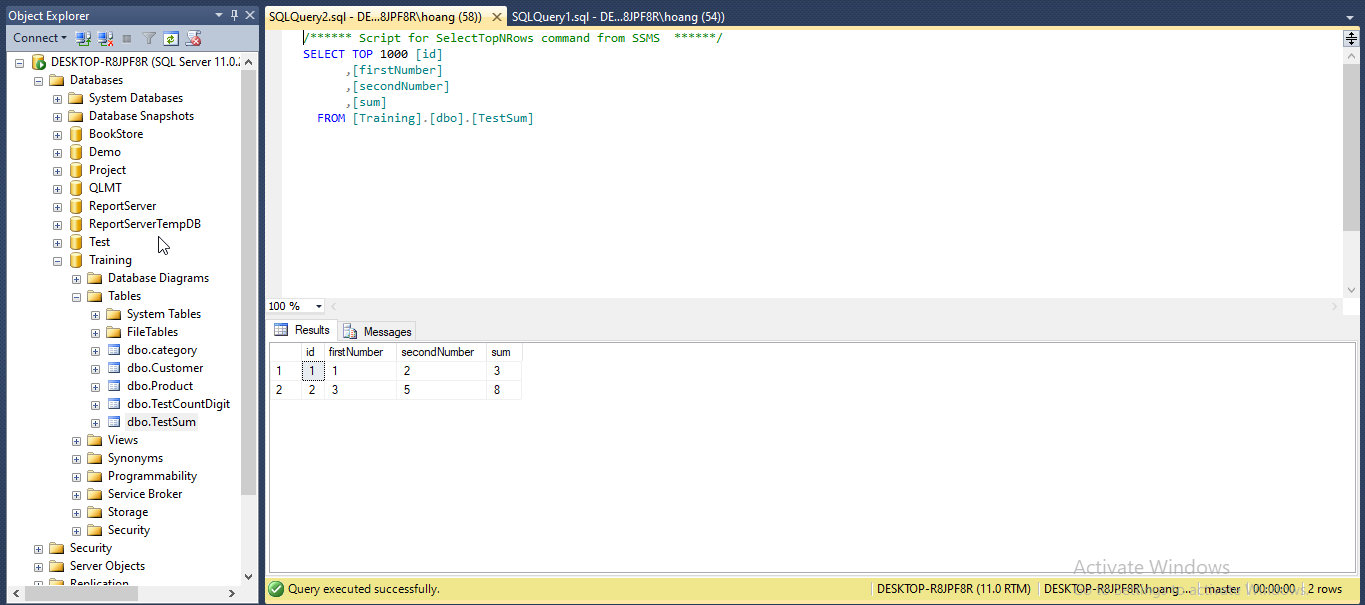 Object Explorer
Connect
DESKTOP-R8JPF8R (SQL Server 11.0.
Databases
System Databases
Database Snapshots
BookStore
Demo
Project
QLMT
ReportServer
ReportServerTempDB
Test
Training
Database Diagrams
Tables
System Tables
FileTables
dbo.category
dbo.Customer
dbo.Product
dbo.TestCountDigit
dbo.TestSum
Views
Synonyms
Programmability
Service Broker
Storage
Security
Security
Server Objects
Replication
SQLQuery2.sql - DE...8JPF8R\hoang (58)) SQLQuery1.sql - DE...8JPF8R\hoang (54))
/****** Script for SelectTopNRows command from SSMS ******/
SELECT TOP 1000 [id]
,[firstNumber]
,[secondNumber]
,[sum]
FROM [Training].[dbo].[TestSum]
100 %
Results Messages
id firstNumber secondNumber sum
1 1 1 2 3
2 2 3 5 8
Activate Windows
Query executed successfully. DESKTOP-R8JPF8R (11.0 RTM) DESKTOP-R8JPF8R\hoang ... master 00:00:00 2 rows